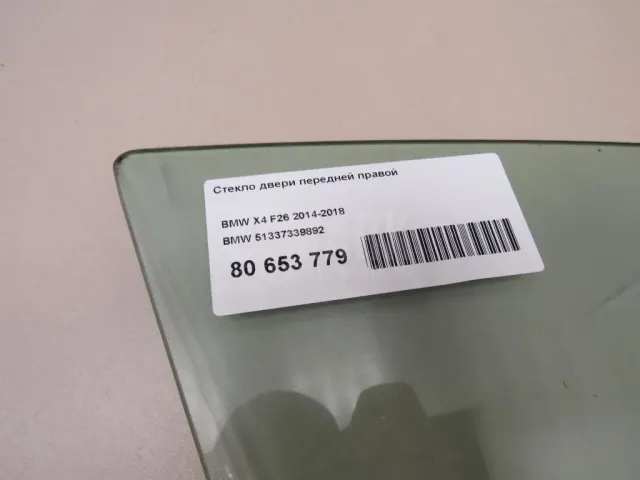 Стекло двери передней правой
BMW X4 F26 2014-2018
BMW 51337339892
80 653 779